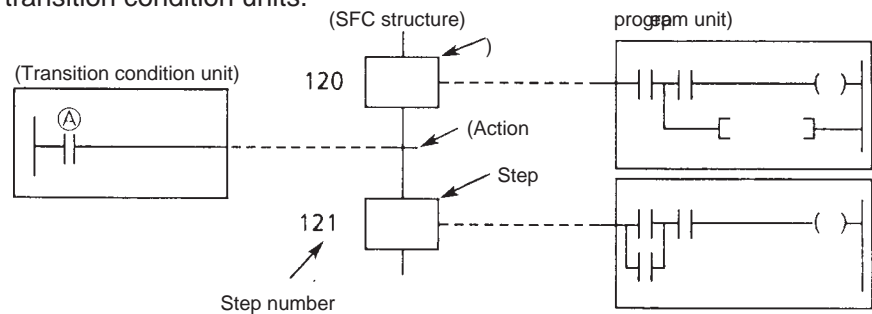 transition condition units.
(SFC structure)
program unit)
(Transition condition unit)
120
)
A
(Action
Step
121
Step number